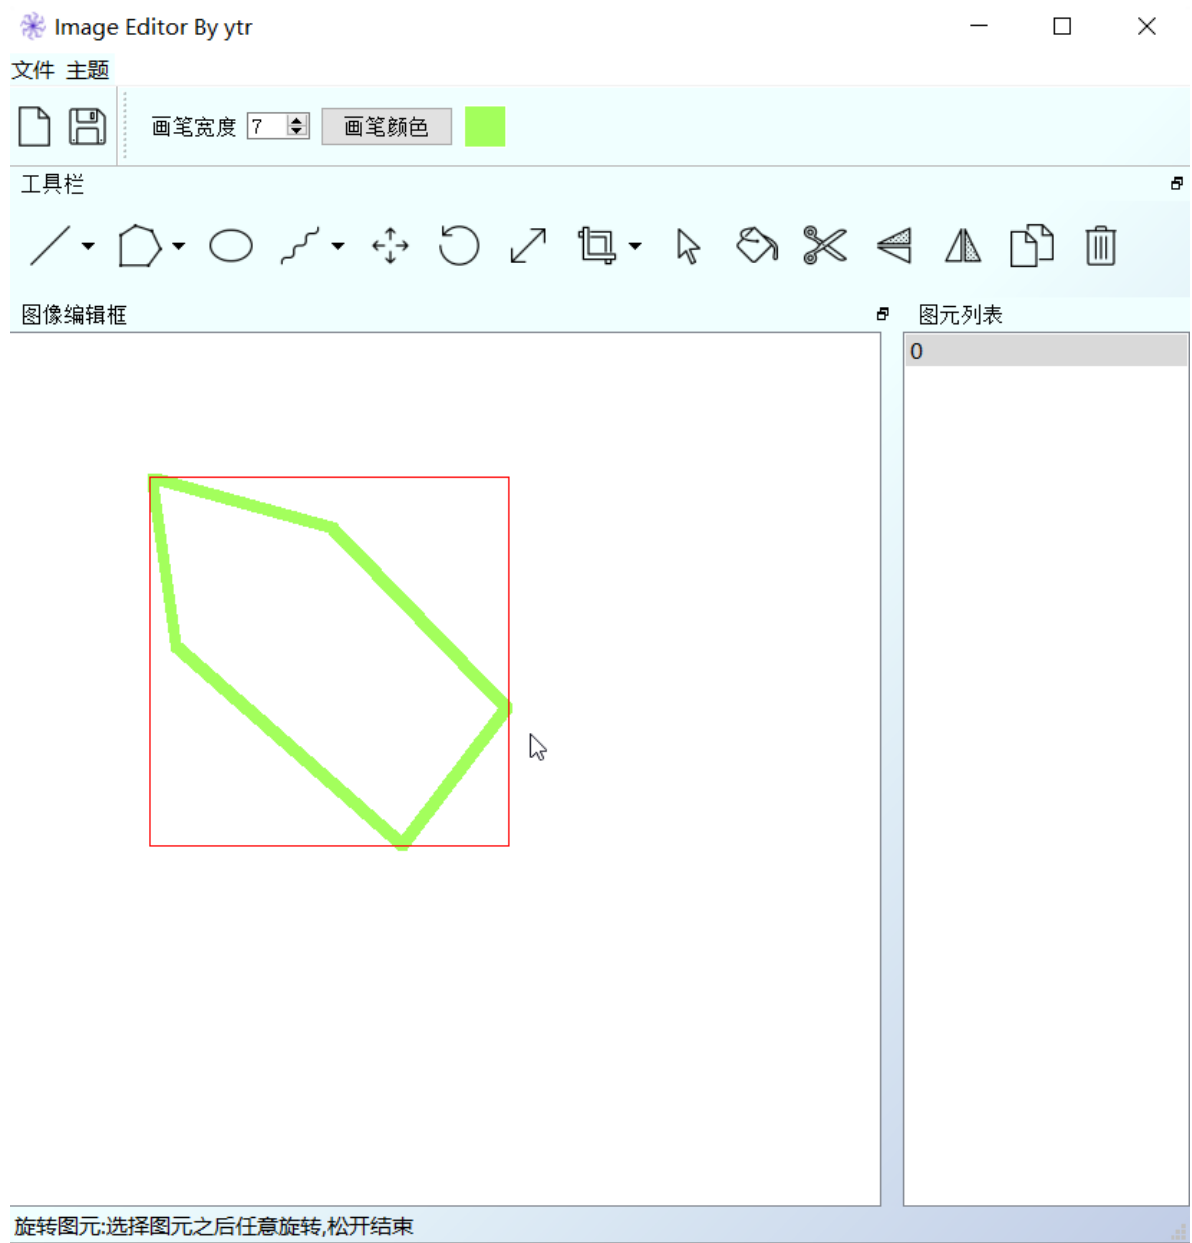 Image Editor By ytr
文件 主题
画笔宽度 7 画笔颜色
工具栏
图像编辑框 图元列表
0
旋转图元:选择图元之后任意旋转,松开结束